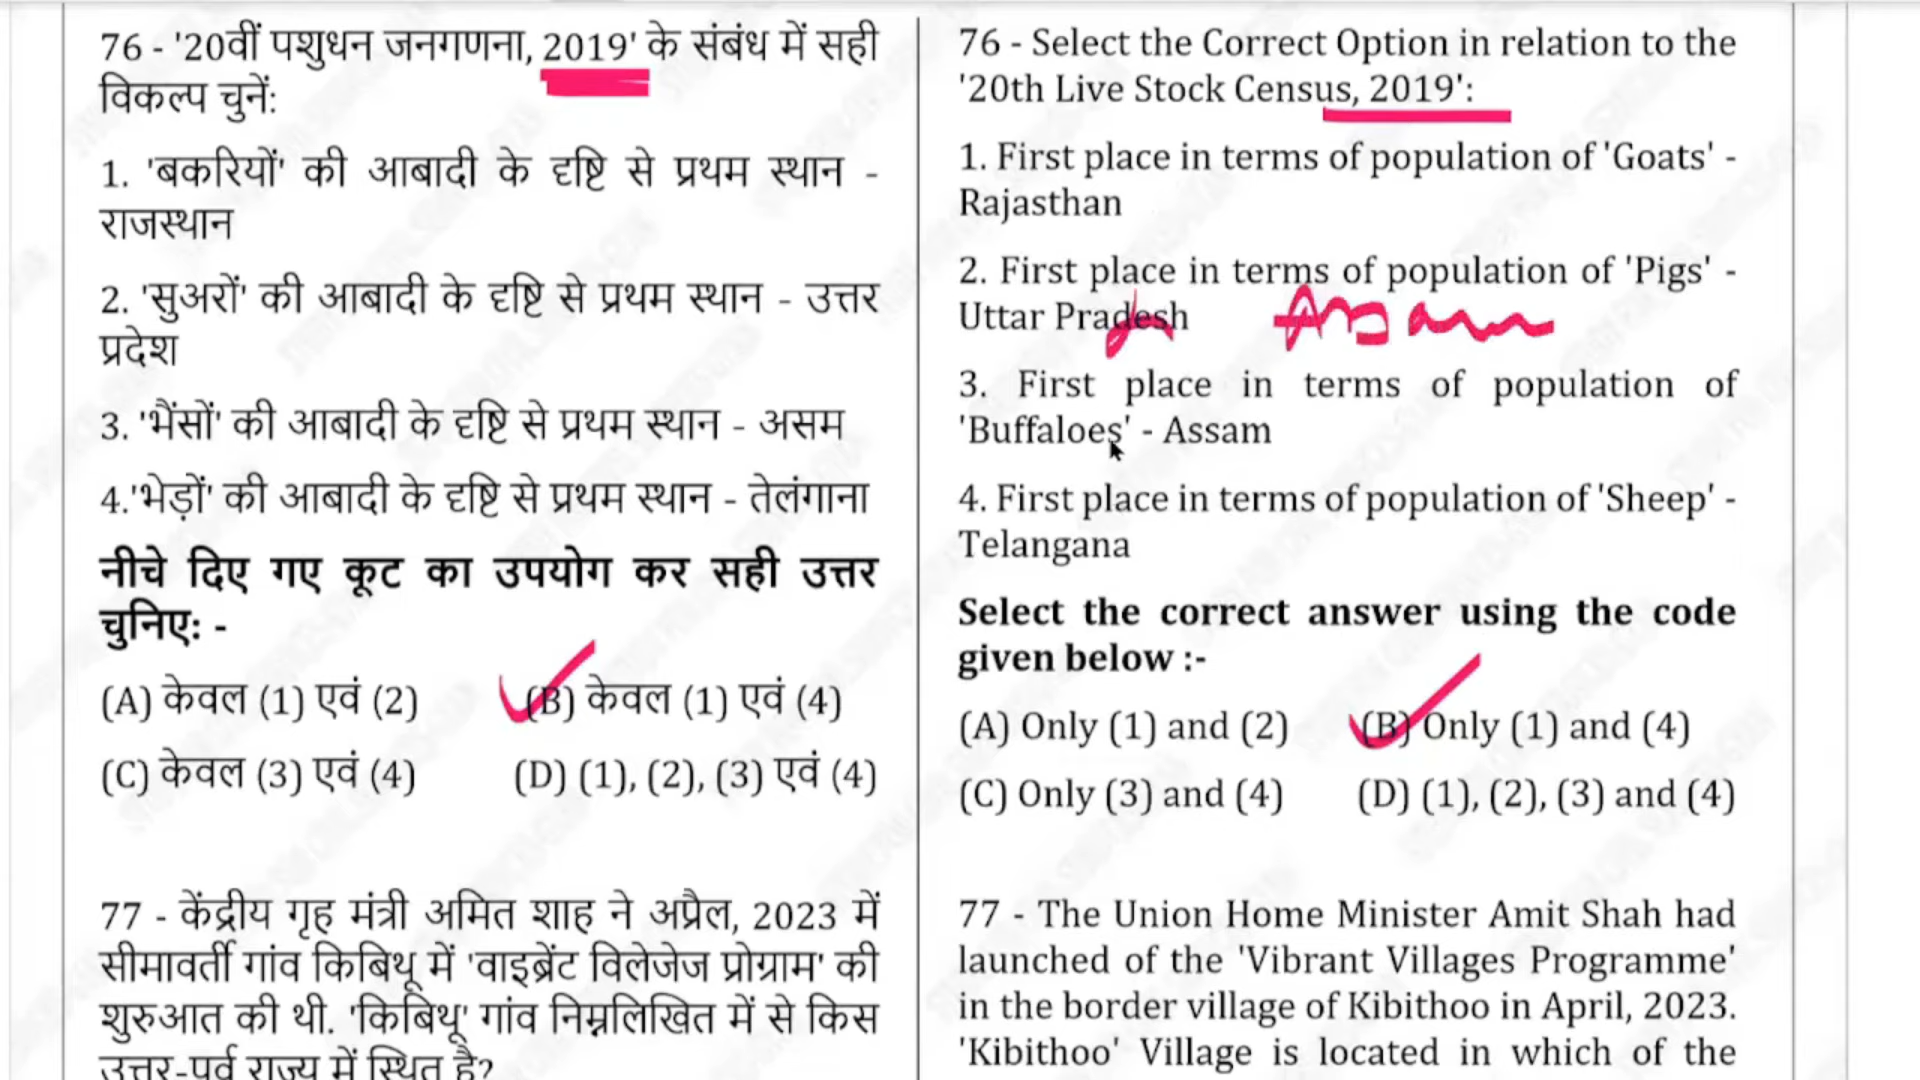 76 - '20वीं पशुधन जनगणना, 2019' के संबंध में सही
विकल्प चुनें:
1. 'बकरियों' की आबादी के दृष्टि से प्रथम स्थान -
राजस्थान
2. 'सुअरों' की आबादी के दृष्टि से प्रथम स्थान - उत्तर
प्रदेश
3. 'भैंसों' की आबादी के दृष्टि से प्रथम स्थान - असम
4.'भेड़ों' की आबादी के दृष्टि से प्रथम स्थान - तेलंगाना
नीचे दिए गए कूट का उपयोग कर सही उत्तर
चुनिए: -
(A) केवल (1) एवं (2) (B) केवल (1) एवं (4)
(C) केवल (3) एवं (4) (D) (1), (2), (3) एवं (4)
77 - केंद्रीय गृह मंत्री अमित शाह ने अप्रैल, 2023 में
सीमावर्ती गांव किबिथू में 'वाइब्रेंट विलेजेज प्रोग्राम' की
शुरुआत की थी. 'किबिथू' गांव निम्नलिखित में से किस
उत्तर-पूर्व राज्य में स्थित है?
76 - Select the Correct Option in relation to the
'20th Live Stock Census, 2019':
1. First place in terms of population of 'Goats' -
Rajasthan
2. First place in terms of population of 'Pigs' -
Uttar Pradesh Assam
3. First place in terms of population of
'Buffaloes' - Assam
4. First place in terms of population of 'Sheep' -
Telangana
Select the correct answer using the code
given below :-
(A) Only (1) and (2) (B) Only (1) and (4)
(C) Only (3) and (4) (D) (1), (2), (3) and (4)
77 - The Union Home Minister Amit Shah had
launched of the 'Vibrant Villages Programme'
in the border village of Kibithoo in April, 2023.
'Kibithoo' Village is located in which of the